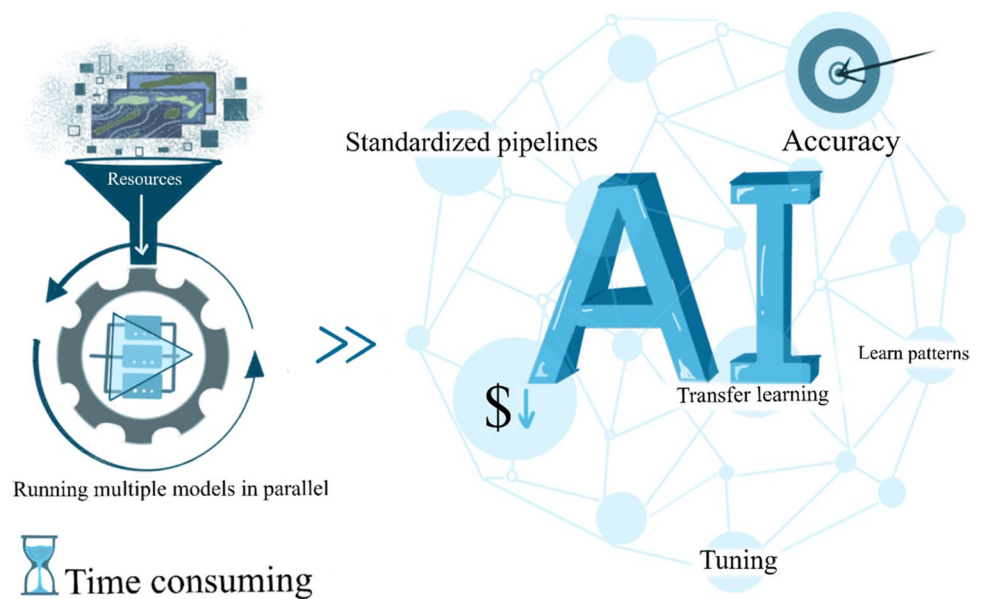 Resources
Running multiple models in parallel
Time consuming
Standardized pipelines
Accuracy
AI
Learn patterns
Transfer learning
$
Tuning